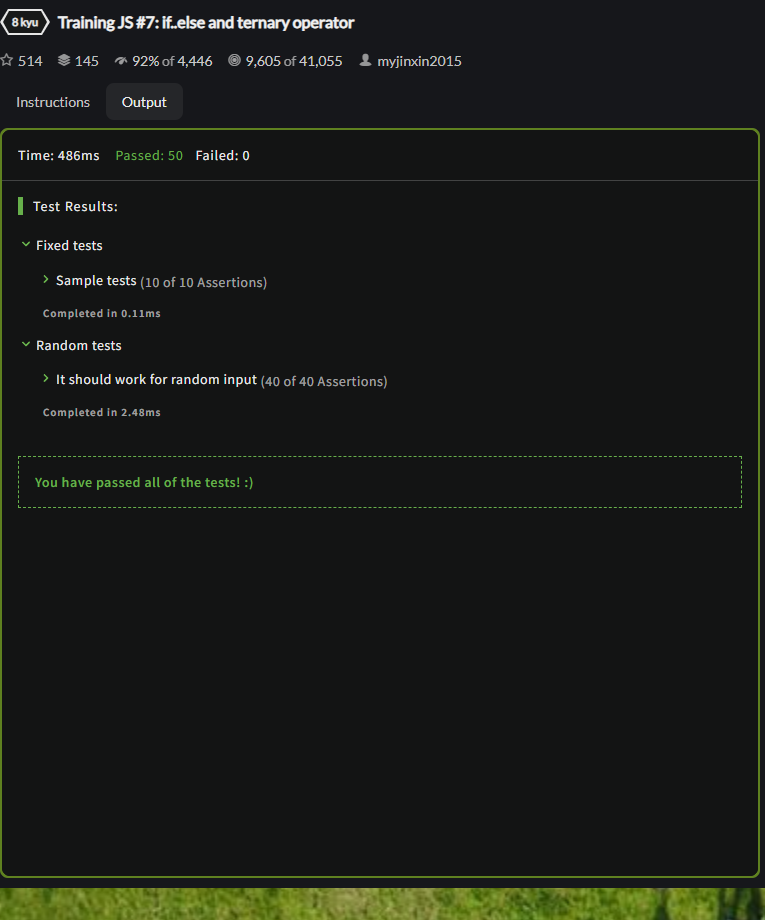 8 kyu Training JS #7: if..else and ternary operator
514 145 92% of 4,446 9,605 of 41,055 myjinxin2015
Instructions Output
Time: 486ms Passed: 50 Failed: 0
Test Results:
Fixed tests
Sample tests (10 of 10 Assertions)
Completed in 0.11ms
Random tests
It should work for random input (40 of 40 Assertions)
Completed in 2.48ms
You have passed all of the tests! :)